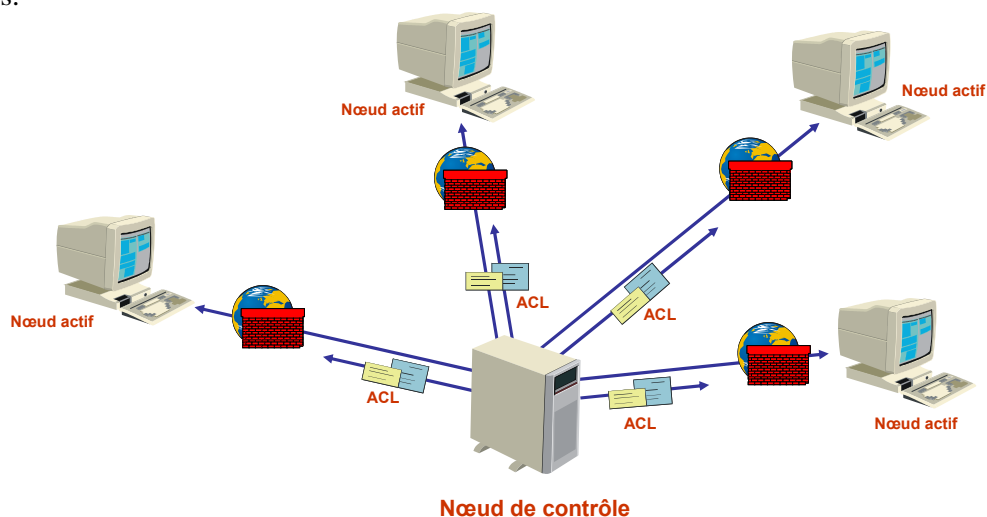 s.
Nœud actif
Nœud actif
Nœud actif
ACL
ACL
ACL
ACL
Nœud actif
Nœud de contrôle